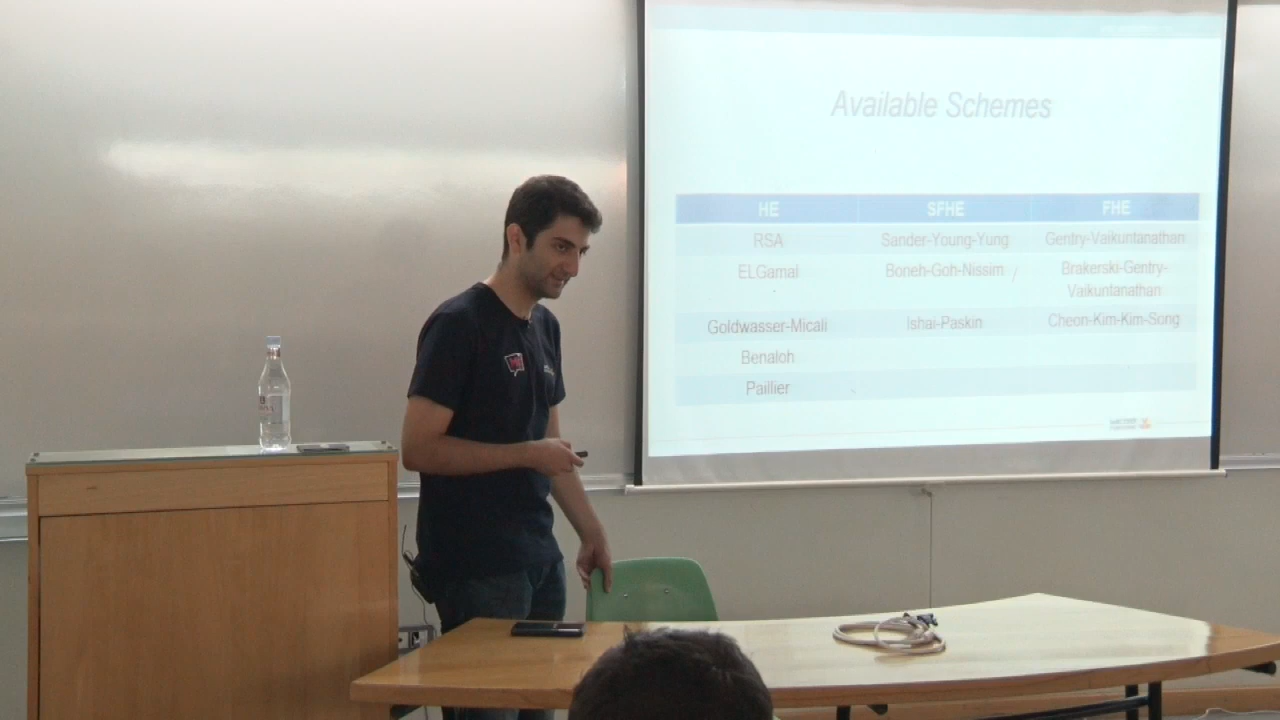 Available Schemes
HE SFHE FHE
RSA Sander-Young-Yung Gentry-Vaikuntanathan
ELGamal Boneh-Goh-Nissim Brakerski-Gentry-
Vaikuntanathan
Goldwasser-Micali Ishai-Paskin Cheon-Kim-Kim-Song
Benaloh
Paillier